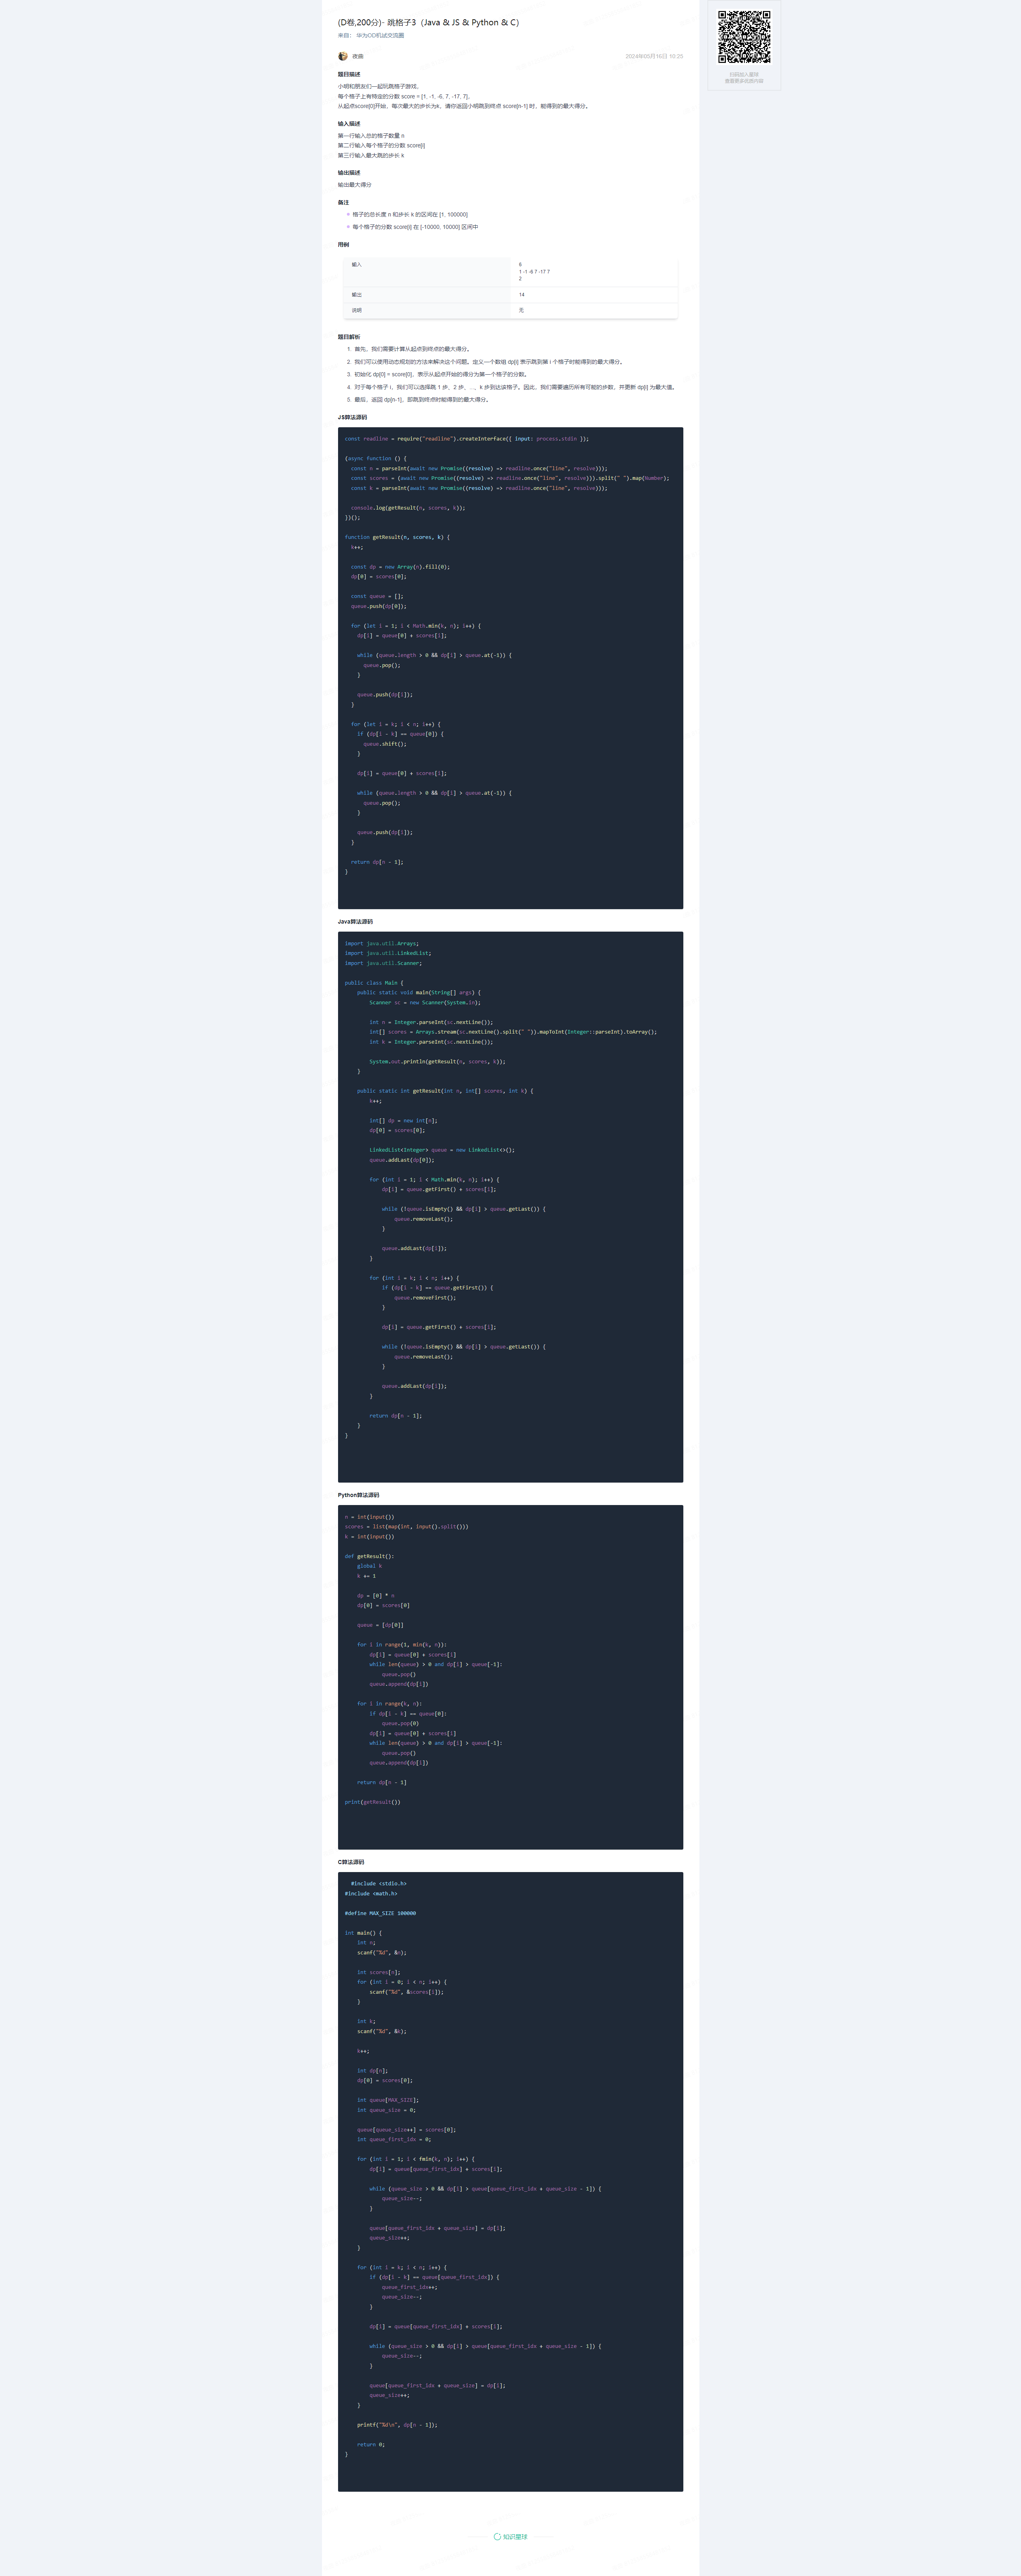 (D卷,200分)- 跳格子3（Java & JS & Python & C）
来自： 华为OD机试交流圈
夜曲
2024年05月16日 10:25
扫码加入星球
查看更多优质内容
题目描述
小明和朋友们一起玩跳格子游戏，
每个格子上有特定的分数 score = [1, -1, -6, 7, -17, 7]，
从起点score[0]开始，每次最大的步长为k，请你返回小明跳到终点 score[n-1] 时，能得到的最大得分。
输入描述
第一行输入总的格子数量 n
第二行输入每个格子的分数 score[i]
第三行输入最大跳的步长 k
输出描述
输出最大得分
备注
格子的总长度 n 和步长 k 的区间在 [1, 100000]
每个格子的分数 score[i] 在 [-10000, 10000] 区间中
用例
输入
6
1 -1 -6 7 -17 7
2
输出 14
说明 无
题目解析
1. 首先，我们需要计算从起点到终点的最大得分。
2. 我们可以使用动态规划的方法来解决这个问题。定义一个数组 dp[i] 表示跳到第 i 个格子时能得到的最大得分。
3. 初始化 dp[0] = score[0]，表示从起点开始的得分为第一个格子的分数。
4. 对于每个格子 i，我们可以选择跳 1 步、2 步、...、k 步到达该格子。因此，我们需要遍历所有可能的步数，并更新 dp[i] 为最大值。
5. 最后，返回 dp[n-1]，即跳到终点时能得到的最大得分。
JS算法源码
const readline = require("readline").createInterface({ input: process.stdin });
(async function () {
  const n = parseInt(await new Promise((resolve) => readline.once("line", resolve)));
  const scores = (await new Promise((resolve) => readline.once("line", resolve))).split(" ").map(Number);
  const k = parseInt(await new Promise((resolve) => readline.once("line", resolve)));
  console.log(getResult(n, scores, k));
})();
function getResult(n, scores, k) {
  k++;
  const dp = new Array(n).fill(0);
  dp[0] = scores[0];
  const queue = [];
  queue.push(dp[0]);
  for (let i = 1; i < Math.min(k, n); i++) {
    dp[i] = queue[0] + scores[i];
    while (queue.length > 0 && dp[i] > queue.at(-1)) {
      queue.pop();
    }
    queue.push(dp[i]);
  }
  for (let i = k; i < n; i++) {
    if (dp[i - k] == queue[0]) {
      queue.shift();
    }
    dp[i] = queue[0] + scores[i];
    while (queue.length > 0 && dp[i] > queue.at(-1)) {
      queue.pop();
    }
    queue.push(dp[i]);
  }
  return dp[n - 1];
}
Java算法源码
import java.util.Arrays;
import java.util.LinkedList;
import java.util.Scanner;
public class Main {
    public static void main(String[] args) {
        Scanner sc = new Scanner(System.in);
        int n = Integer.parseInt(sc.nextLine());
        int[] scores = Arrays.stream(sc.nextLine().split(" ")).mapToInt(Integer::parseInt).toArray();
        int k = Integer.parseInt(sc.nextLine());
        System.out.println(getResult(n, scores, k));
    }
    public static int getResult(int n, int[] scores, int k) {
        k++;
        int[] dp = new int[n];
        dp[0] = scores[0];
        LinkedList<Integer> queue = new LinkedList<>();
        queue.addLast(dp[0]);
        for (int i = 1; i < Math.min(k, n); i++) {
            dp[i] = queue.getFirst() + scores[i];
            while (!queue.isEmpty() && dp[i] > queue.getLast()) {
                queue.removeLast();
            }
            queue.addLast(dp[i]);
        }
        for (int i = k; i < n; i++) {
            if (dp[i - k] == queue.getFirst()) {
                queue.removeFirst();
            }
            dp[i] = queue.getFirst() + scores[i];
            while (!queue.isEmpty() && dp[i] > queue.getLast()) {
                queue.removeLast();
            }
            queue.addLast(dp[i]);
        }
        return dp[n - 1];
    }
}
Python算法源码
n = int(input())
scores = list(map(int, input().split()))
k = int(input())
def getResult():
    global k
    k += 1
    dp = [0] * n
    dp[0] = scores[0]
    queue = [dp[0]]
    for i in range(1, min(k, n)):
        dp[i] = queue[0] + scores[i]
        while len(queue) > 0 and dp[i] > queue[-1]:
            queue.pop()
        queue.append(dp[i])
    for i in range(k, n):
        if dp[i - k] == queue[0]:
            queue.pop(0)
        dp[i] = queue[0] + scores[i]
        while len(queue) > 0 and dp[i] > queue[-1]:
            queue.pop()
        queue.append(dp[i])
    return dp[n - 1]
print(getResult())
C算法源码
  #include <stdio.h>
#include <math.h>
#define MAX_SIZE 100000
int main() {
    int n;
    scanf("%d", &n);
    int scores[n];
    for (int i = 0; i < n; i++) {
        scanf("%d", &scores[i]);
    }
    int k;
    scanf("%d", &k);
    k++;
    int dp[n];
    dp[0] = scores[0];
    int queue[MAX_SIZE];
    int queue_size = 0;
    queue[queue_size++] = scores[0];
    int queue_first_idx = 0;
    for (int i = 1; i < fmin(k, n); i++) {
        dp[i] = queue[queue_first_idx] + scores[i];
        while (queue_size > 0 && dp[i] > queue[queue_first_idx + queue_size - 1]) {
            queue_size--;
        }
        queue[queue_first_idx + queue_size] = dp[i];
        queue_size++;
    }
    for (int i = k; i < n; i++) {
        if (dp[i - k] == queue[queue_first_idx]) {
            queue_first_idx++;
            queue_size--;
        }
        dp[i] = queue[queue_first_idx] + scores[i];
        while (queue_size > 0 && dp[i] > queue[queue_first_idx + queue_size - 1]) {
            queue_size--;
        }
        queue[queue_first_idx + queue_size] = dp[i];
        queue_size++;
    }
    printf("%d\n", dp[n - 1]);
    return 0;
}
知识星球